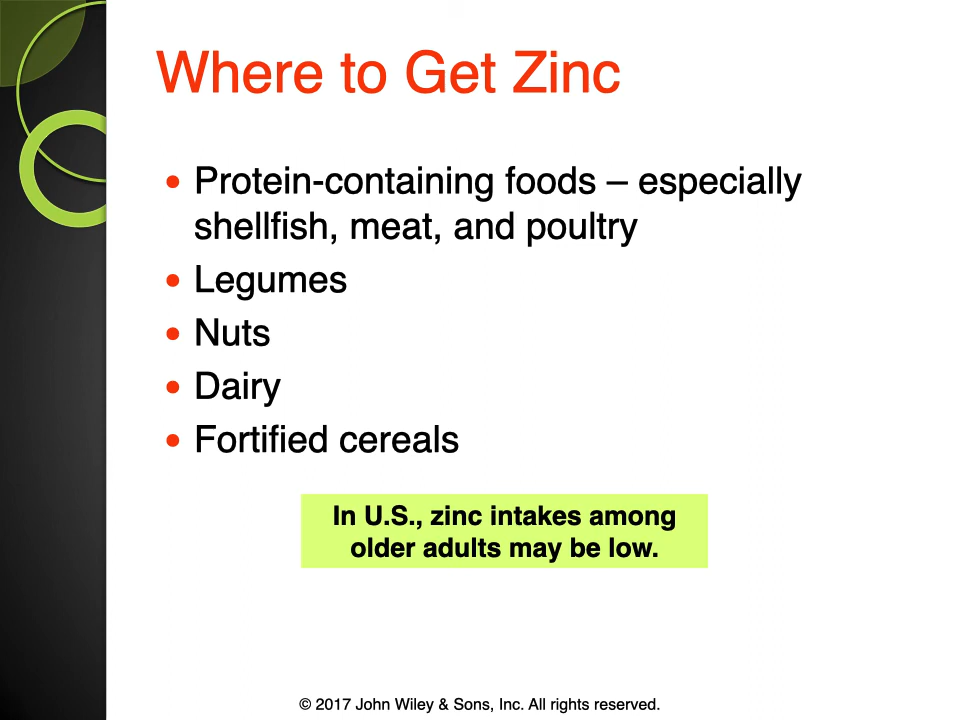 Where to Get Zinc
• Protein-containing foods – especially
shellfish, meat, and poultry
• Legumes
• Nuts
• Dairy
• Fortified cereals
In U.S., zinc intakes among
older adults may be low.
© 2017 John Wiley & Sons, Inc. All rights reserved.